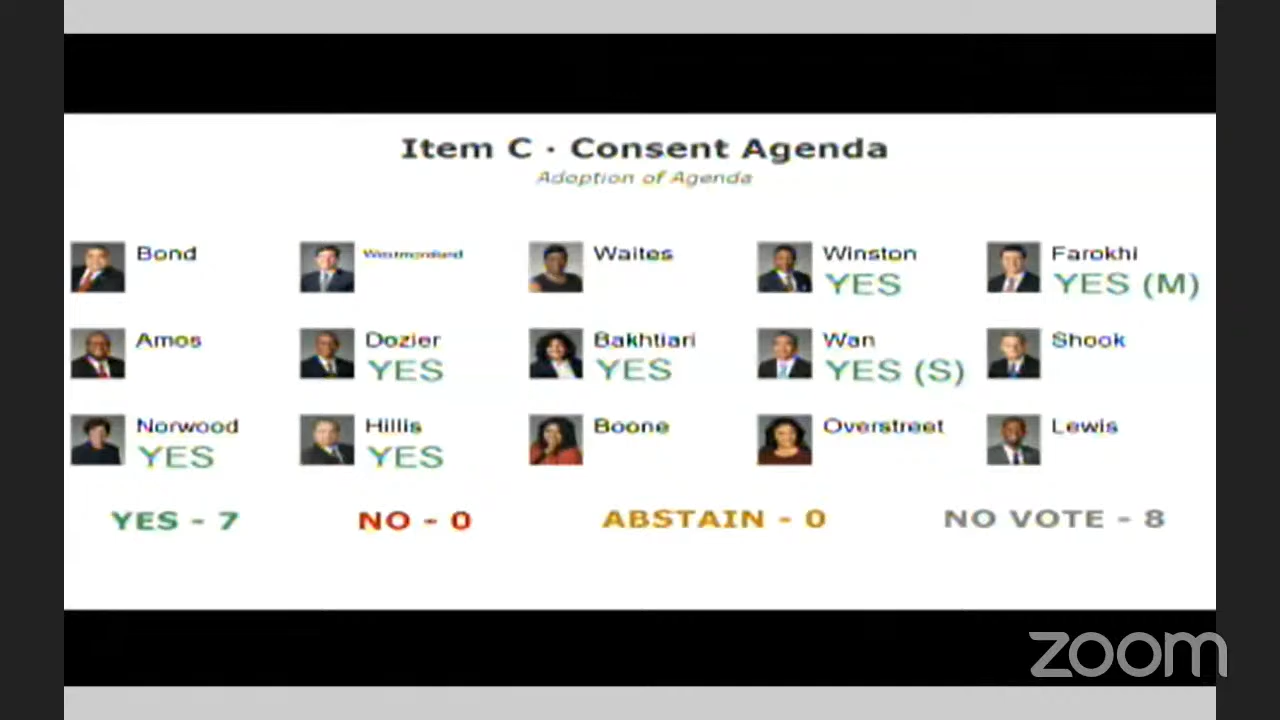 Item C · Consent Agenda
Adoption of Agenda
Bond
Westmoreland
Waites
Winston
YES
Farokhi
YES (M)
Amos
Dozier
YES
Bakhtiari
YES
Wan
YES (S)
Shook
Norwood
YES
Hillis
YES
Boone
Overstreet
Lewis
YES - 7
NO - 0
ABSTAIN - 0
NO VOTE - 8
zoom